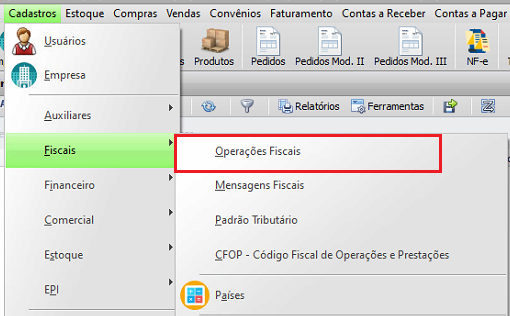 Cadastros Estoque Compras Vendas Convênios Faturamento Contas a Receber Contas a Pagar
Usuários
Empresa
Produtos Pedidos Pedidos Mod. II Pedidos Mod. III NF-e
Auxiliares
Relatórios Ferramentas
Fiscais
Operações Fiscais
Financeiro
Mensagens Fiscais
Comercial
Padrão Tributário
Estoque
CFOP - Código Fiscal de Operações e Prestações
EPI
Países